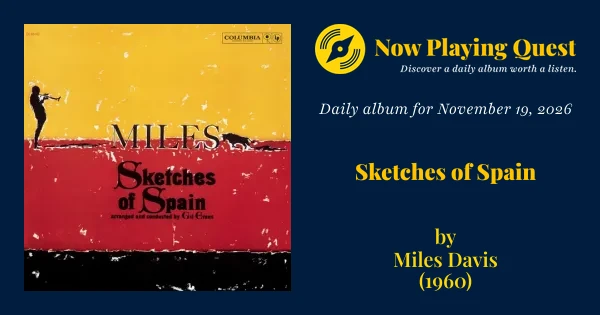 COLUMBIA
MILES
Sketches
of Spain
arranged and conducted by Gil Evans
Now Playing Quest
Discover a daily album worth a listen.
Daily album for November 19, 2026
Sketches of Spain
by
Miles Davis
(1960)